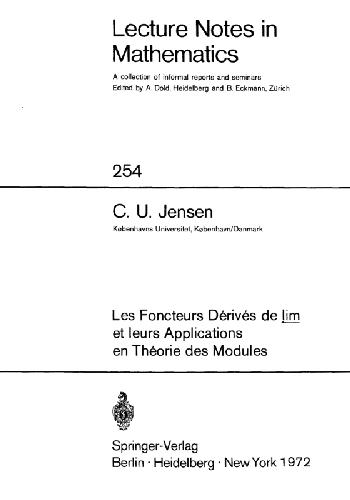 Lecture Notes in
Mathematics
A collection of informal reports and seminars
Edited by A. Dold, Heidelberg and B. Eckmann, Zürich
254
C. U. Jensen
Københavns Universitet, København/Danmark
Les Foncteurs Dérivés de lim
et leurs Applications
en Théorie des Modules
Springer-Verlag
Berlin · Heidelberg · New York 1972